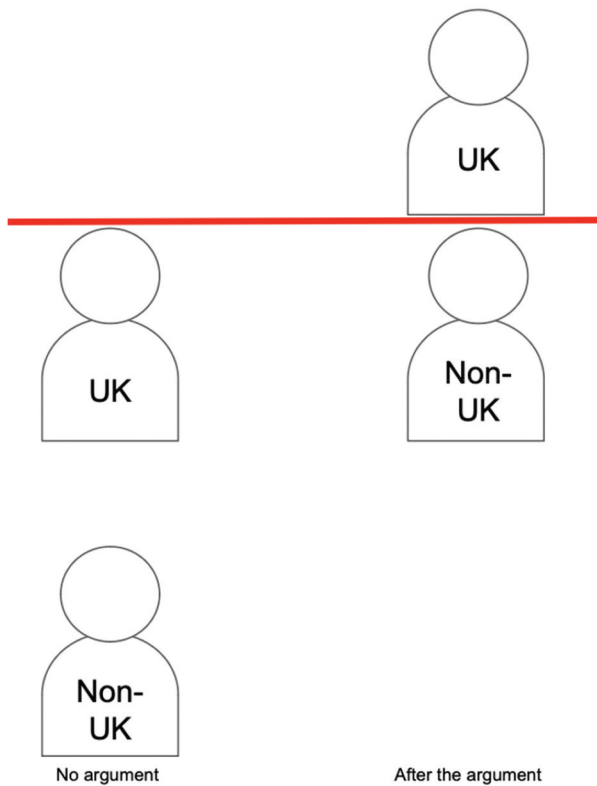 UK
UK
Non-
UK
Non-
UK
No argument
After the argument